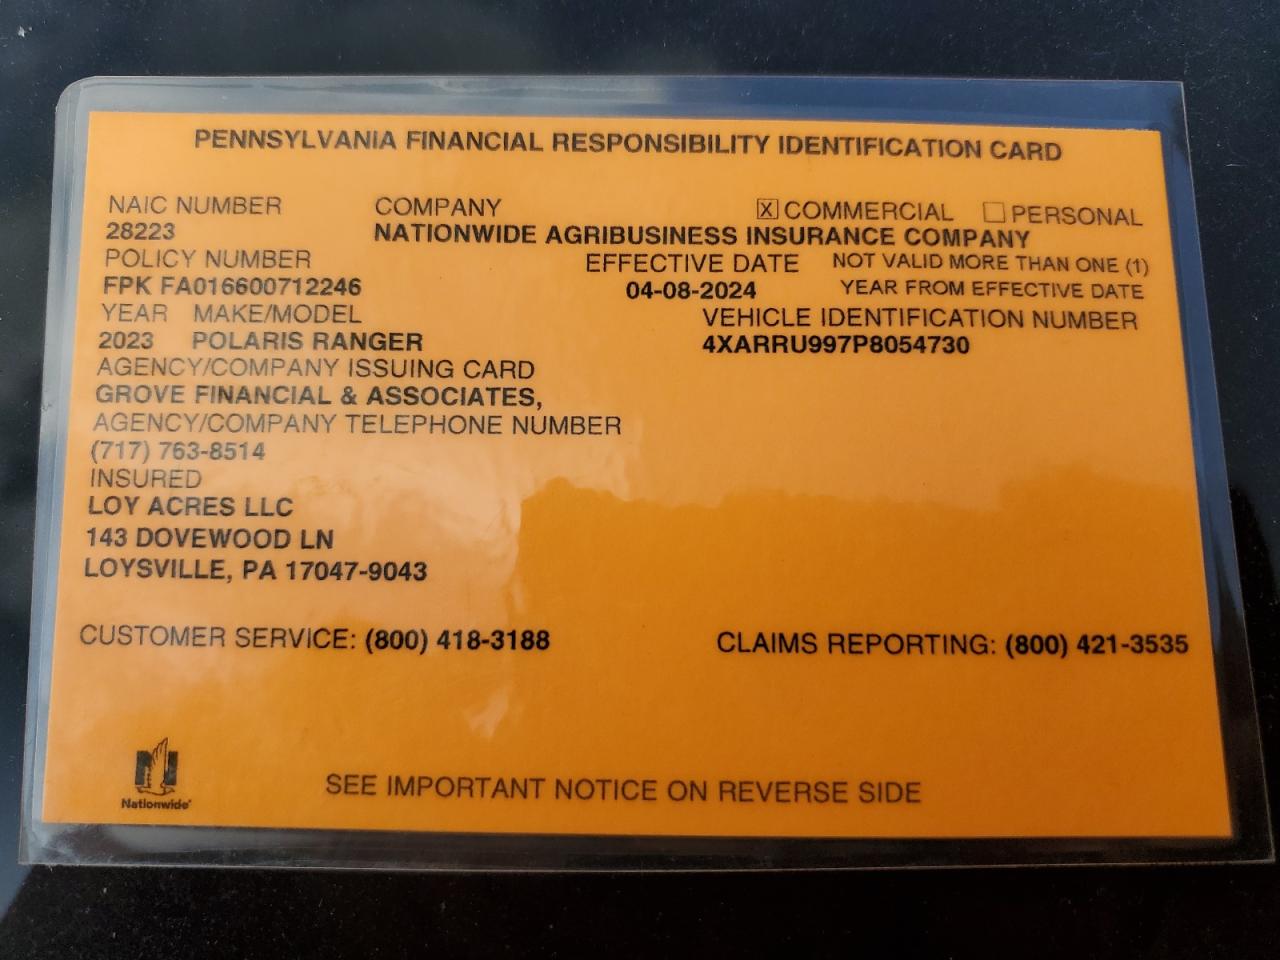 PENNSYLVANIA FINANCIAL RESPONSIBILITY IDENTIFICATION CARD
NAIC NUMBER COMPANY X COMMERCIAL PERSONAL
28223 NATIONWIDE AGRIBUSINESS INSURANCE COMPANY
POLICY NUMBER EFFECTIVE DATE NOT VALID MORE THAN ONE (1)
FPK FA016600712246 04-08-2024 YEAR FROM EFFECTIVE DATE
YEAR MAKE/MODEL VEHICLE IDENTIFICATION NUMBER
2023 POLARIS RANGER 4XARRU997P8054730
AGENCY/COMPANY ISSUING CARD
GROVE FINANCIAL & ASSOCIATES,
AGENCY/COMPANY TELEPHONE NUMBER
(717) 763-8514
INSURED
LOY ACRES LLC
143 DOVEWOOD LN
LOYSVILLE, PA 17047-9043
CUSTOMER SERVICE: (800) 418-3188 CLAIMS REPORTING: (800) 421-3535
Nationwide®
SEE IMPORTANT NOTICE ON REVERSE SIDE